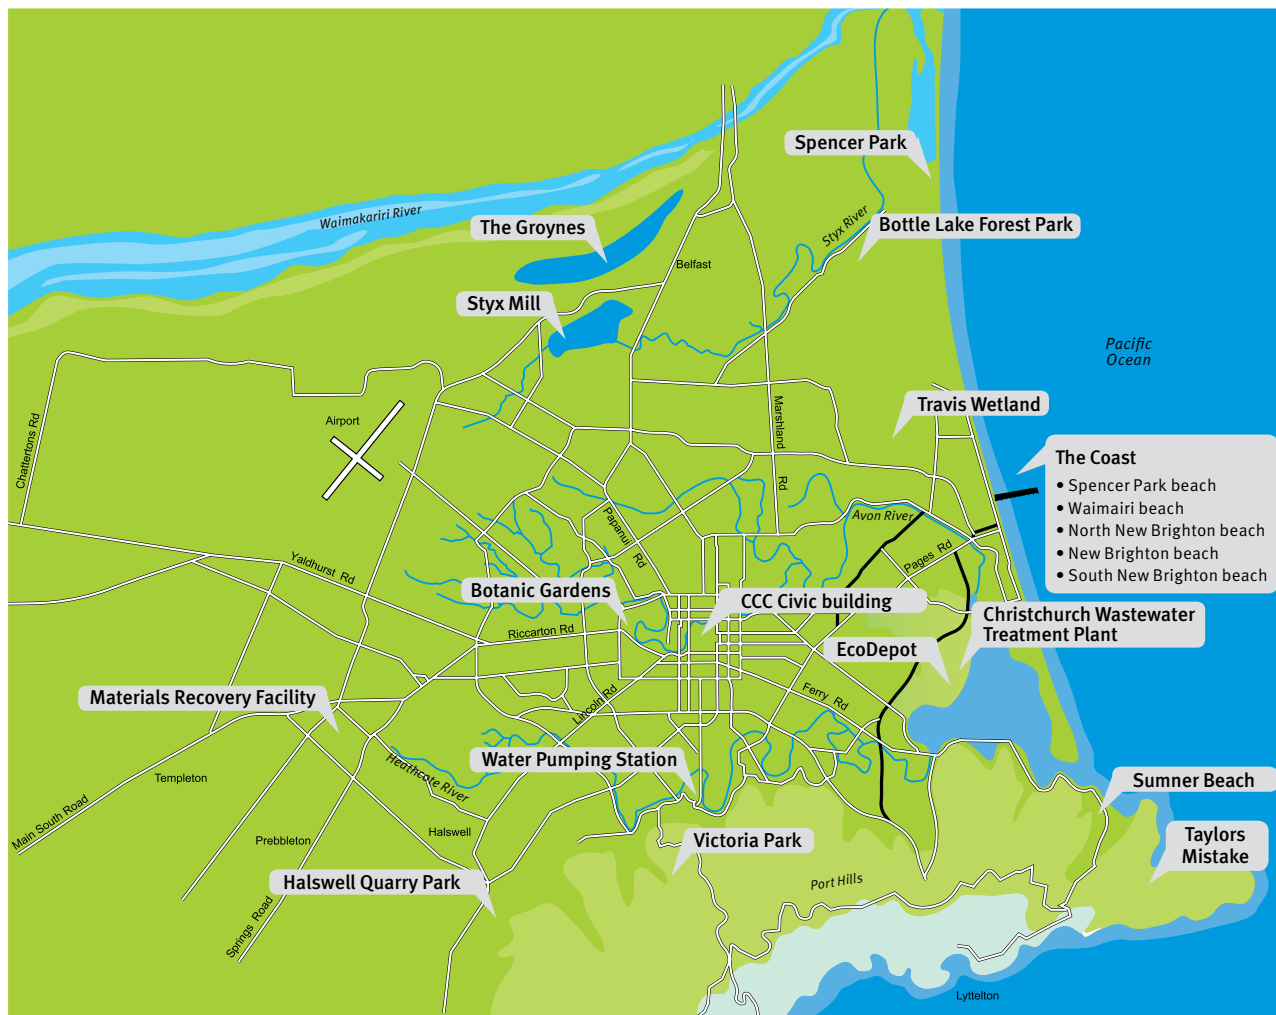 Spencer Park
Waimakariri River
The Groynes
Styx River
Bottle Lake Forest Park
Belfast
Styx Mill
Pacific
Ocean
Travis Wetland
Chattertons Rd
Airport
Marshland
Rd
The Coast
• Spencer Park beach
• Waimairi beach
• North New Brighton beach
• New Brighton beach
• South New Brighton beach
Avon River
Papanui
Rd
Pages Rd
Yaldhurst Rd
Botanic Gardens
CCC Civic building
Christchurch Wastewater
Treatment Plant
Riccarton Rd
EcoDepot
Materials Recovery Facility
Lincoln Rd
Ferry Rd
Heathcote River
Water Pumping Station
Templeton
Sumner Beach
Main South Road
Halswell
Prebbleton
Victoria Park
Taylors
Mistake
Halswell Quarry Park
Port Hills
Springs Road
Lyttelton